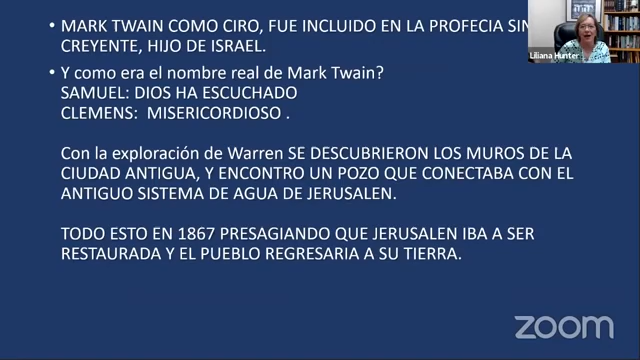 • MARK TWAIN COMO CIRO, FUE INCLUIDO EN LA PROFECIA SIN
CREYENTE, HIJO DE ISRAEL.
• Y como era el nombre real de Mark Twain?
SAMUEL: DIOS HA ESCUCHADO
CLEMENS: MISERICORDIOSO .
Con la exploración de Warren SE DESCUBRIERON LOS MUROS DE LA
CIUDAD ANTIGUA, Y ENCONTRO UN POZO QUE CONECTABA CON EL
ANTIGUO SISTEMA DE AGUA DE JERUSALEN.
TODO ESTO EN 1867 PRESAGIANDO QUE JERUSALEN IBA A SER
RESTAURADA Y EL PUEBLO REGRESARIA A SU TIERRA.
Liliana Hunter
zoom